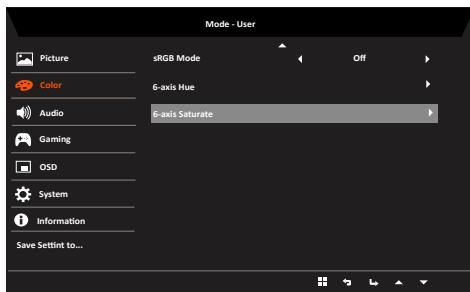 Mode - User
Picture
Color
Audio
Gaming
OSD
System
Information
Save Settint to...
sRGB Mode Off
6-axis Hue
6-axis Saturate